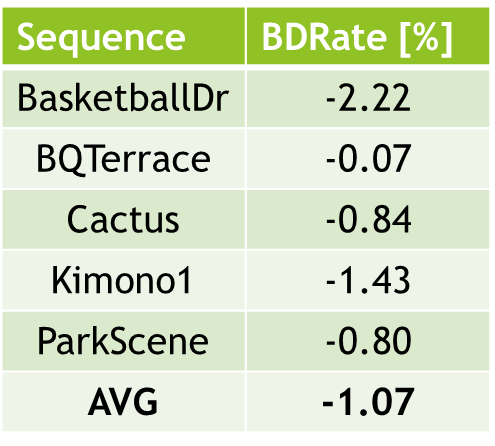 Sequence BDRate [%]
BasketballDr -2.22
BQTerrace -0.07
Cactus -0.84
Kimono1 -1.43
ParkScene -0.80
AVG -1.07